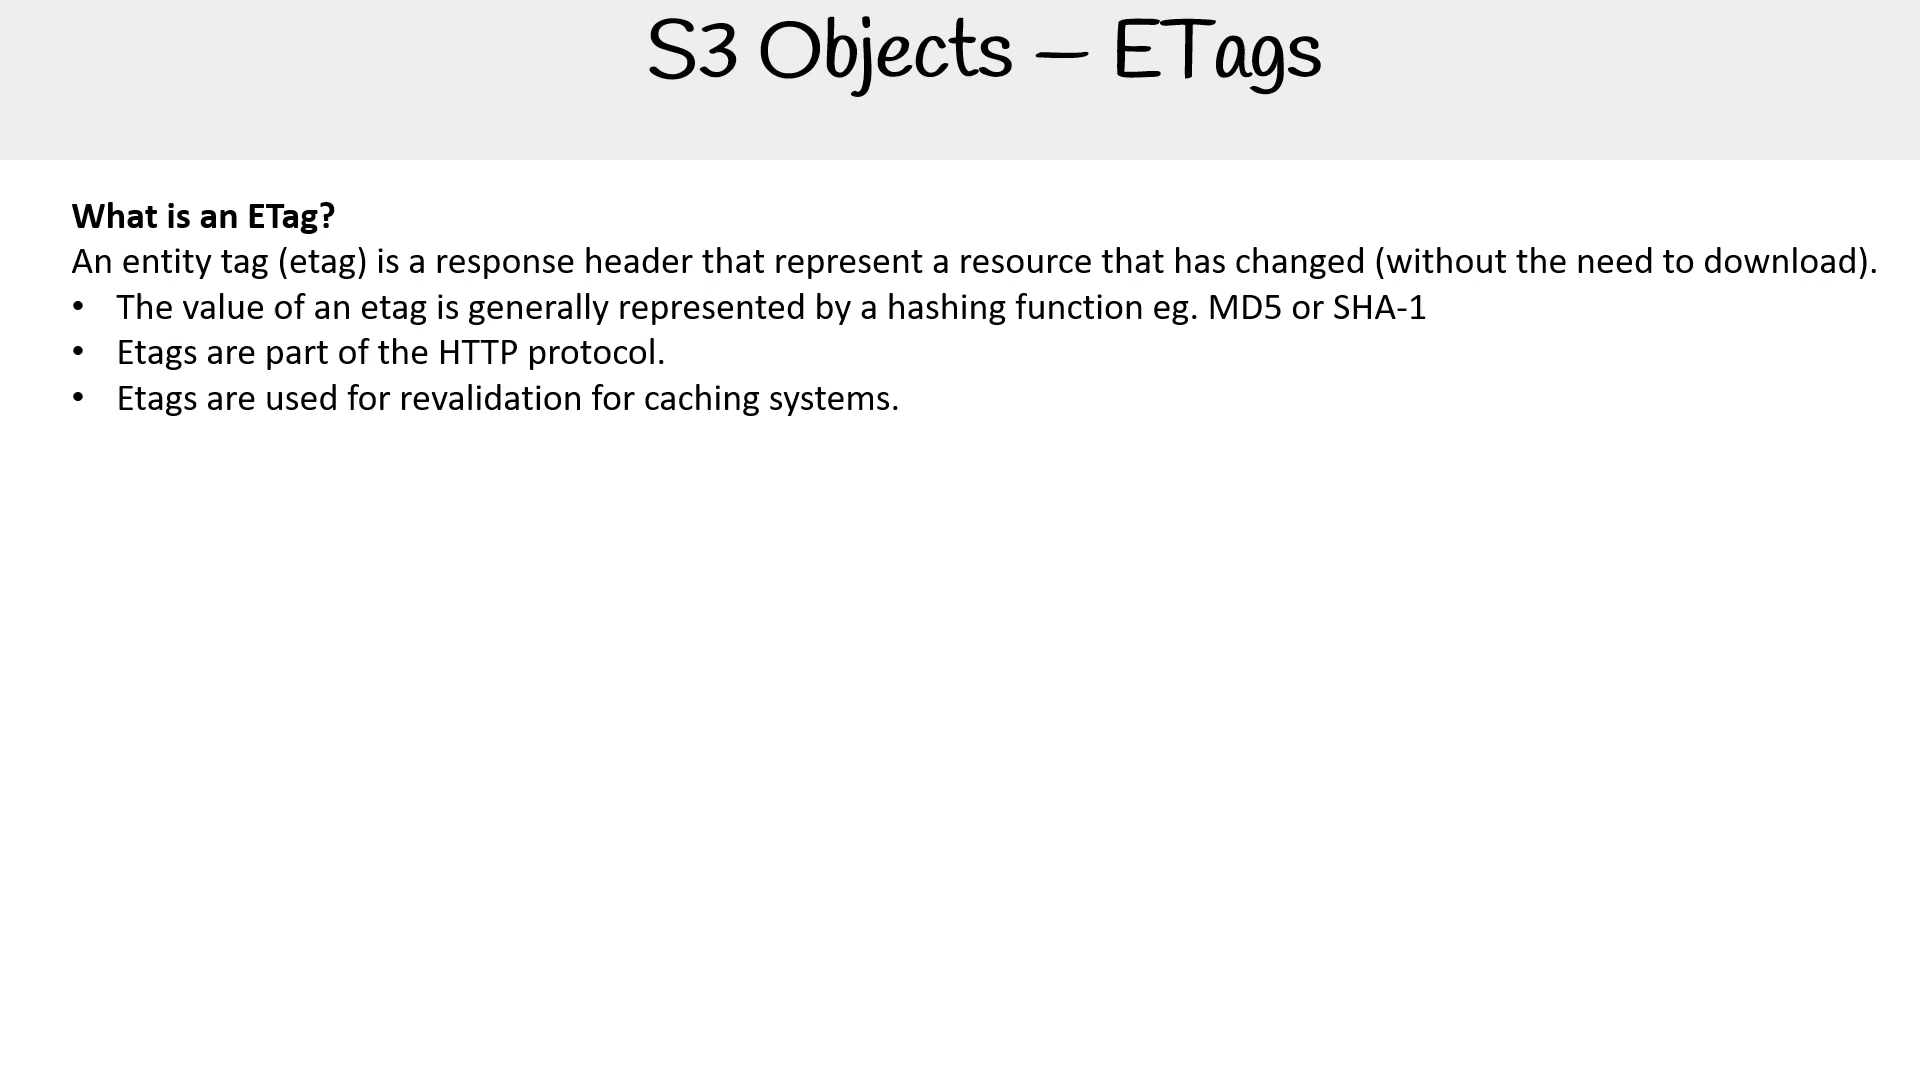 S3 Objects – ETags
What is an ETag?
An entity tag (etag) is a response header that represent a resource that has changed (without the need to download).
• The value of an etag is generally represented by a hashing function eg. MD5 or SHA-1
• Etags are part of the HTTP protocol.
• Etags are used for revalidation for caching systems.